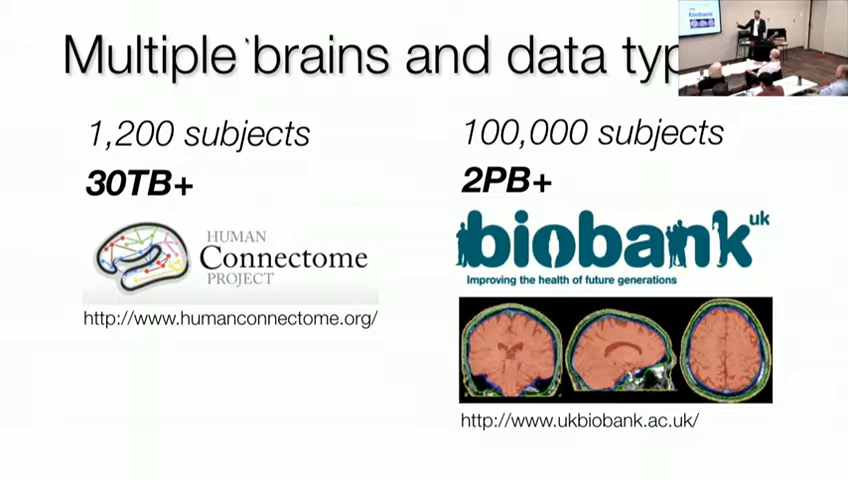 Multiple brains and data typ
1,200 subjects
30TB+
HUMAN
Connectome
PROJECT
http://www.humanconnectome.org/
100,000 subjects
2PB+
biobank uk
Improving the health of future generations
http://www.ukbiobank.ac.uk/
biobank